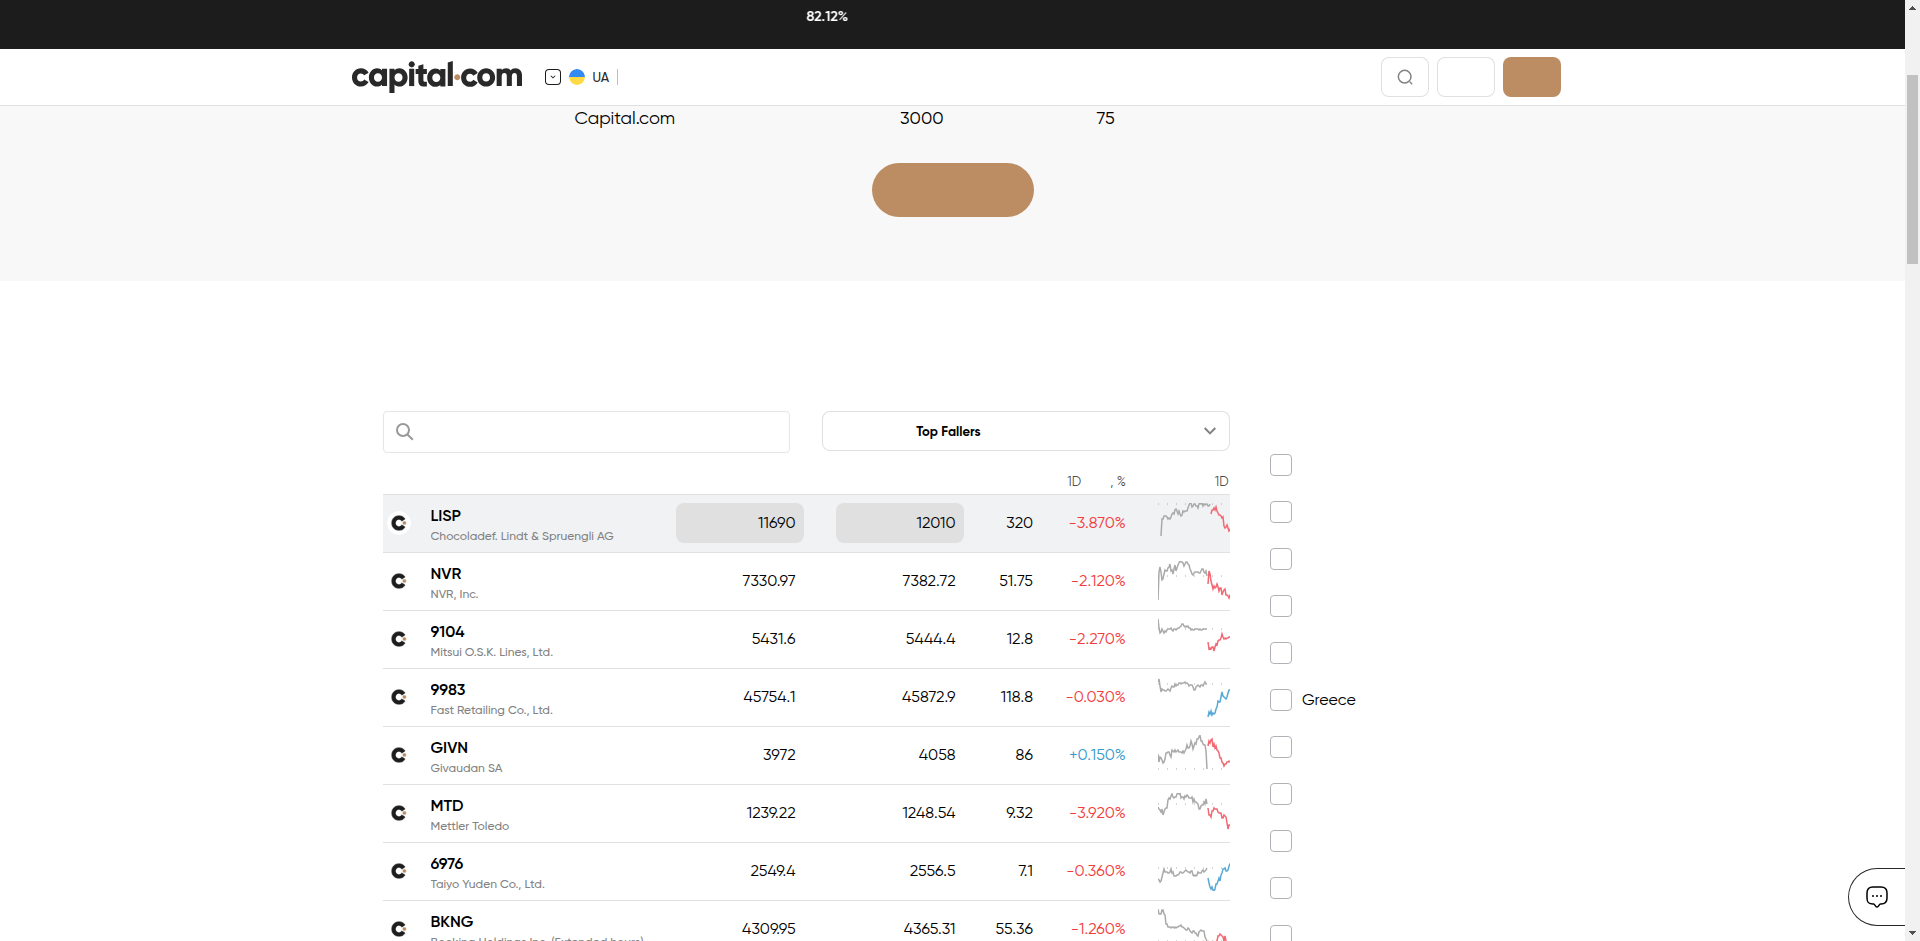 82.12%
capital.com UA
Capital.com 3000 75
Top Fallers
1D , % 1D
LISP 11690 12010 320 -3.870%
Chocoladef. Lindt & Spruengli AG
NVR 7330.97 7382.72 51.75 -2.120%
NVR, Inc.
9104 5431.6 5444.4 12.8 -2.270%
Mitsui O.S.K. Lines, Ltd.
9983 45754.1 45872.9 118.8 -0.030%
Fast Retailing Co., Ltd.
Greece
GIVN 3972 4058 86 +0.150%
Givaudan SA
MTD 1239.22 1248.54 9.32 -3.920%
Mettler Toledo
6976 2549.4 2556.5 7.1 -0.360%
Taiyo Yuden Co., Ltd.
BKNG 4309.95 4365.31 55.36 -1.260%